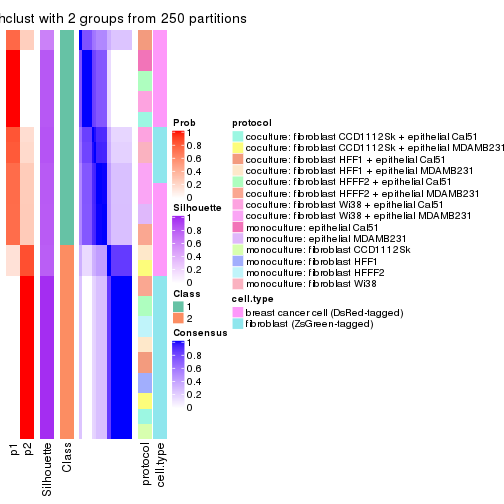 hclust with 2 groups from 250 partitions
Prob
1
0.8
0.6
0.4
0.2
0
Silhouette
1
0.8
0.6
0.4
0.2
0
Class
1
2
Consensus
1
0.8
0.6
0.4
0.2
0
protocol
coculture: fibroblast CCD1112Sk + epithelial Cal51
coculture: fibroblast CCD1112Sk + epithelial MDAMB231
coculture: fibroblast HFF1 + epithelial Cal51
coculture: fibroblast HFF1 + epithelial MDAMB231
coculture: fibroblast HFFF2 + epithelial Cal51
coculture: fibroblast HFFF2 + epithelial MDAMB231
coculture: fibroblast Wi38 + epithelial Cal51
coculture: fibroblast Wi38 + epithelial MDAMB231
monoculture: epithelial Cal51
monoculture: epithelial MDAMB231
monoculture: fibroblast CCD1112Sk
monoculture: fibroblast HFF1
monoculture: fibroblast HFFF2
monoculture: fibroblast Wi38
cell.type
breast cancer cell (DsRed-tagged)
fibroblast (ZsGreen-tagged)
p1
p2
Silhouette
Class
protocol
cell.type